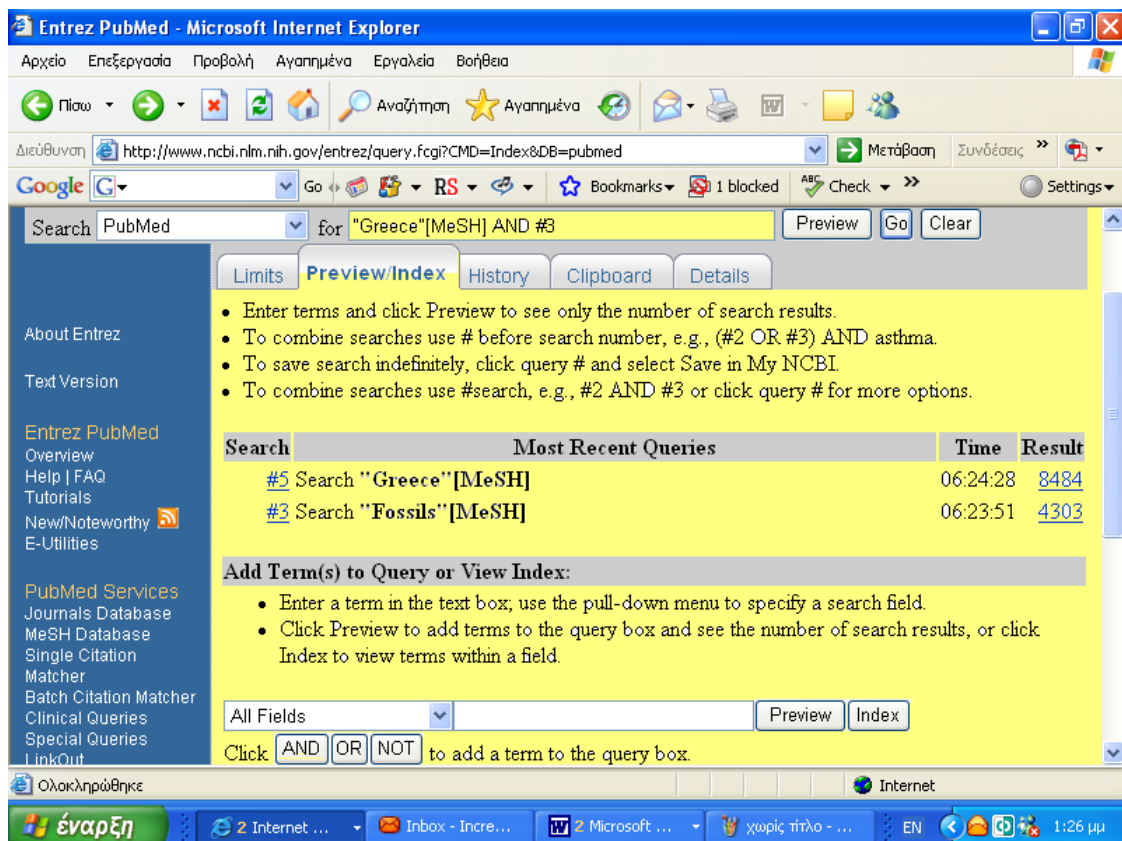 Entrez PubMed - Microsoft Internet Explorer
Αρχείο Επεξεργασία Προβολή Αγαπημένα Εργαλεία Βοήθεια
Πίσω Αναζήτηση Αγαπημένα
Διεύθυνση http://www.ncbi.nlm.nih.gov/entrez/query.fcgi?CMD=Index&DB=pubmed Μετάβαση Συνδέσεις »
Google G Go RS Bookmarks 1 blocked ABC Check » Settings
Search PubMed for "Greece"[MeSH] AND #3 Preview Go Clear
Limits Preview/Index History Clipboard Details
• Enter terms and click Preview to see only the number of search results.
• To combine searches use # before search number, e.g., (#2 OR #3) AND asthma.
• To save search indefinitely, click query # and select Save in My NCBI.
• To combine searches use #search, e.g., #2 AND #3 or click query # for more options.
Search Most Recent Queries Time Result
#5 Search "Greece"[MeSH] 06:24:28 8484
#3 Search "Fossils"[MeSH] 06:23:51 4303
Add Term(s) to Query or View Index:
• Enter a term in the text box; use the pull-down menu to specify a search field.
• Click Preview to add terms to the query box and see the number of search results, or click
Index to view terms within a field.
All Fields Preview Index
Click AND OR NOT to add a term to the query box.
About Entrez
Text Version
Entrez PubMed
Overview
Help | FAQ
Tutorials
New/Noteworthy
E-Utilities
PubMed Services
Journals Database
MeSH Database
Single Citation
Matcher
Batch Citation Matcher
Clinical Queries
Special Queries
LinkOut
Ολοκληρώθηκε Internet
έναρξη 2 Internet ... Inbox - Incre... 2 Microsoft ... χωρίς τίτλο - ... EN 1:26 μμ